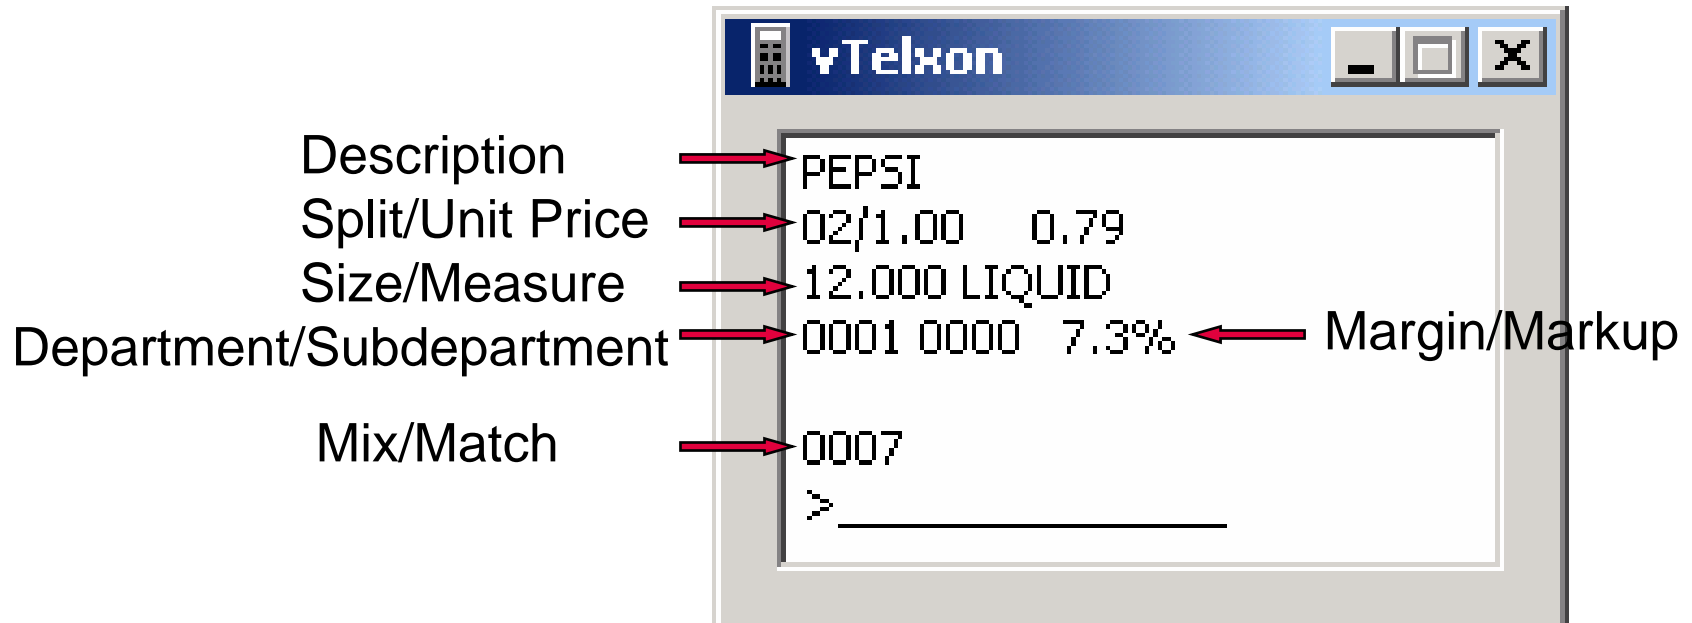 vTelxon
Description
PEPSI
Split/Unit Price
02/1.00 0.79
Size/Measure
12.000 LIQUID
Department/Subdepartment
0001 0000 7.3%
Margin/Markup
Mix/Match
0007
>